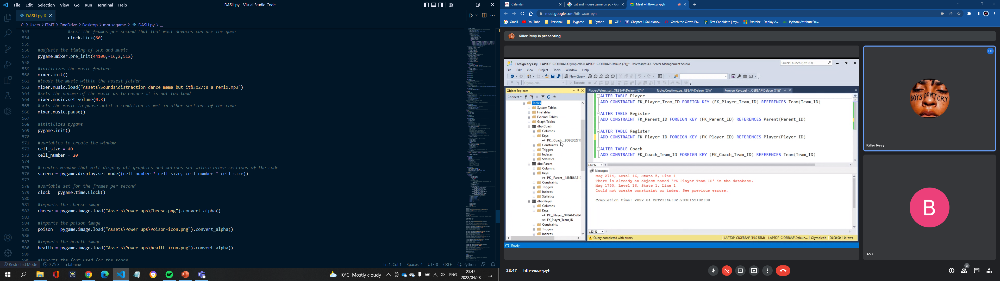 File Edit Selection View Go Run Terminal Help
DASH.py - Visual Studio Code
DASH.py 3
C: > Users > ITMT > OneDrive > Desktop > mousegame > DASH.py > ...
553 #sest the frames per second that that most devoces can use the game
554 clock.tick(60)
555
556 #adjusts the timing of SFX and music
557 pygame.mixer.pre_init(44100,-16,2,512)
558
559 #initilizes the music feature
560 mixer.init()
561 #loads the music within the assest folder
562 mixer.music.load("Assets\Sounds\distraction dance meme but it&#x27;s a remix.mp3")
563 #sets the volume of the music as to ensure it is not too loud
564 mixer.music.set_volume(0.3)
565 #sets the music to pause until a condition is met in other sections of the code
566 mixer.music.pause()
567
568 #initilizes pygame
569 pygame.init()
570
571 #variables to create the window
572 cell_size = 40
573 cell_number = 20
574
575 #creates window that will display all graphics and motions set within other sections of the code
576 screen = pygame.display.set_mode((cell_number * cell_size, cell_number * cell_size))
577
578 #variable set for the frames per second
579 clock = pygame.time.Clock()
580
581 #imports the cheese image
582 cheese = pygame.image.load("Assets\Power ups\Cheese.png").convert_alpha()
583
584 #imports the poison image
585 poison = pygame.image.load("Assets\Power ups\Poison-icon.png").convert_alpha()
586
587 #imports the health image
588 health = pygame.image.load("Assets\Power ups\health-icon.png").convert_alpha()
589
590 #imports the font used for the score
Restricted Mode 0 3 tabnine
Ln 1, Col 1 Spaces: 4 UTF-8 CRLF Python
10°C Mostly cloudy ENG
23:47
2022/04/28
Calendar
cat and mouse game on pc - Go
Meet – hth-wsur-pyh
meet.google.com/hth-wsur-pyh
Gmail YouTube Personal Pygame Python CTU Chapter 1 Solutions... Catch the Clown Pr... Test Candidate | My... Exercise - Deploy A... Python: AttributeErr...
Killer Revy is presenting
Foreign Keys.sql - LAPTOP-CIOEB8AF.Olympicdb (LAPTOP-CIOEB8AF\Delaun (71))* - Microsoft SQL Server Management Studio
Quick Launch (Ctrl+Q)
File Edit View Project Tools Window Help
New Query
Olympicdb Execute
Object Explorer
Connect
Tables
System Tables
FileTables
External Tables
Graph Tables
dbo.Coach
Columns
Keys
PK__Coach__BDB636271
Constraints
Triggers
Indexes
Statistics
dbo.Parent
Columns
Keys
PK__Parent__1886B6A31
Constraints
Triggers
Indexes
Statistics
dbo.Player
Columns
Keys
PK__Player__9F0A6159B4
FK_Player_Team_ID
Constraints
Triggers
Indexes
PlayersValues.sql...OEB8AF\Delaun (67))*
TablesCreations.sq...EB8AF\Delaun (53))*
Foreign Keys.sql -...OEB8AF\Delaun (71))*
ALTER TABLE Player
ADD CONSTRAINT FK_Player_Team_ID FOREIGN KEY (FK_Player_Team_ID) REFERENCES Team(Team_ID)
ALTER TABLE Register
ADD CONSTRAINT FK_Parent_ID FOREIGN KEY (FK_Parent_ID) REFERENCES Parent(Parent_ID)
ALTER TABLE Register
ADD CONSTRAINT FK_Player_ID FOREIGN KEY (FK_Player_ID) REFERENCES Player(Player_ID)
ALTER TABLE Coach
ADD CONSTRAINT FK_Coach_Team_ID FOREIGN KEY (FK_Coach_Team_ID) REFERENCES Team(Team_ID)
133 %
Messages
Msg 2714, Level 16, State 5, Line 1
There is already an object named 'FK_Player_Team_ID' in the database.
Msg 1750, Level 16, State 1, Line 1
Could not create constraint or index. See previous errors.
Completion time: 2022-04-28T23:46:02.2830155+02:00
133 %
Query completed with errors.
LAPTOP-CIOEB8AF (15.0 RTM) LAPTOP-CIOEB8AF\Delaun... Olympicdb 00:00:00 0 rows
Ready
BOYS DON'T CRY
Killer Revy
B
You
23:47 | hth-wsur-pyh
3